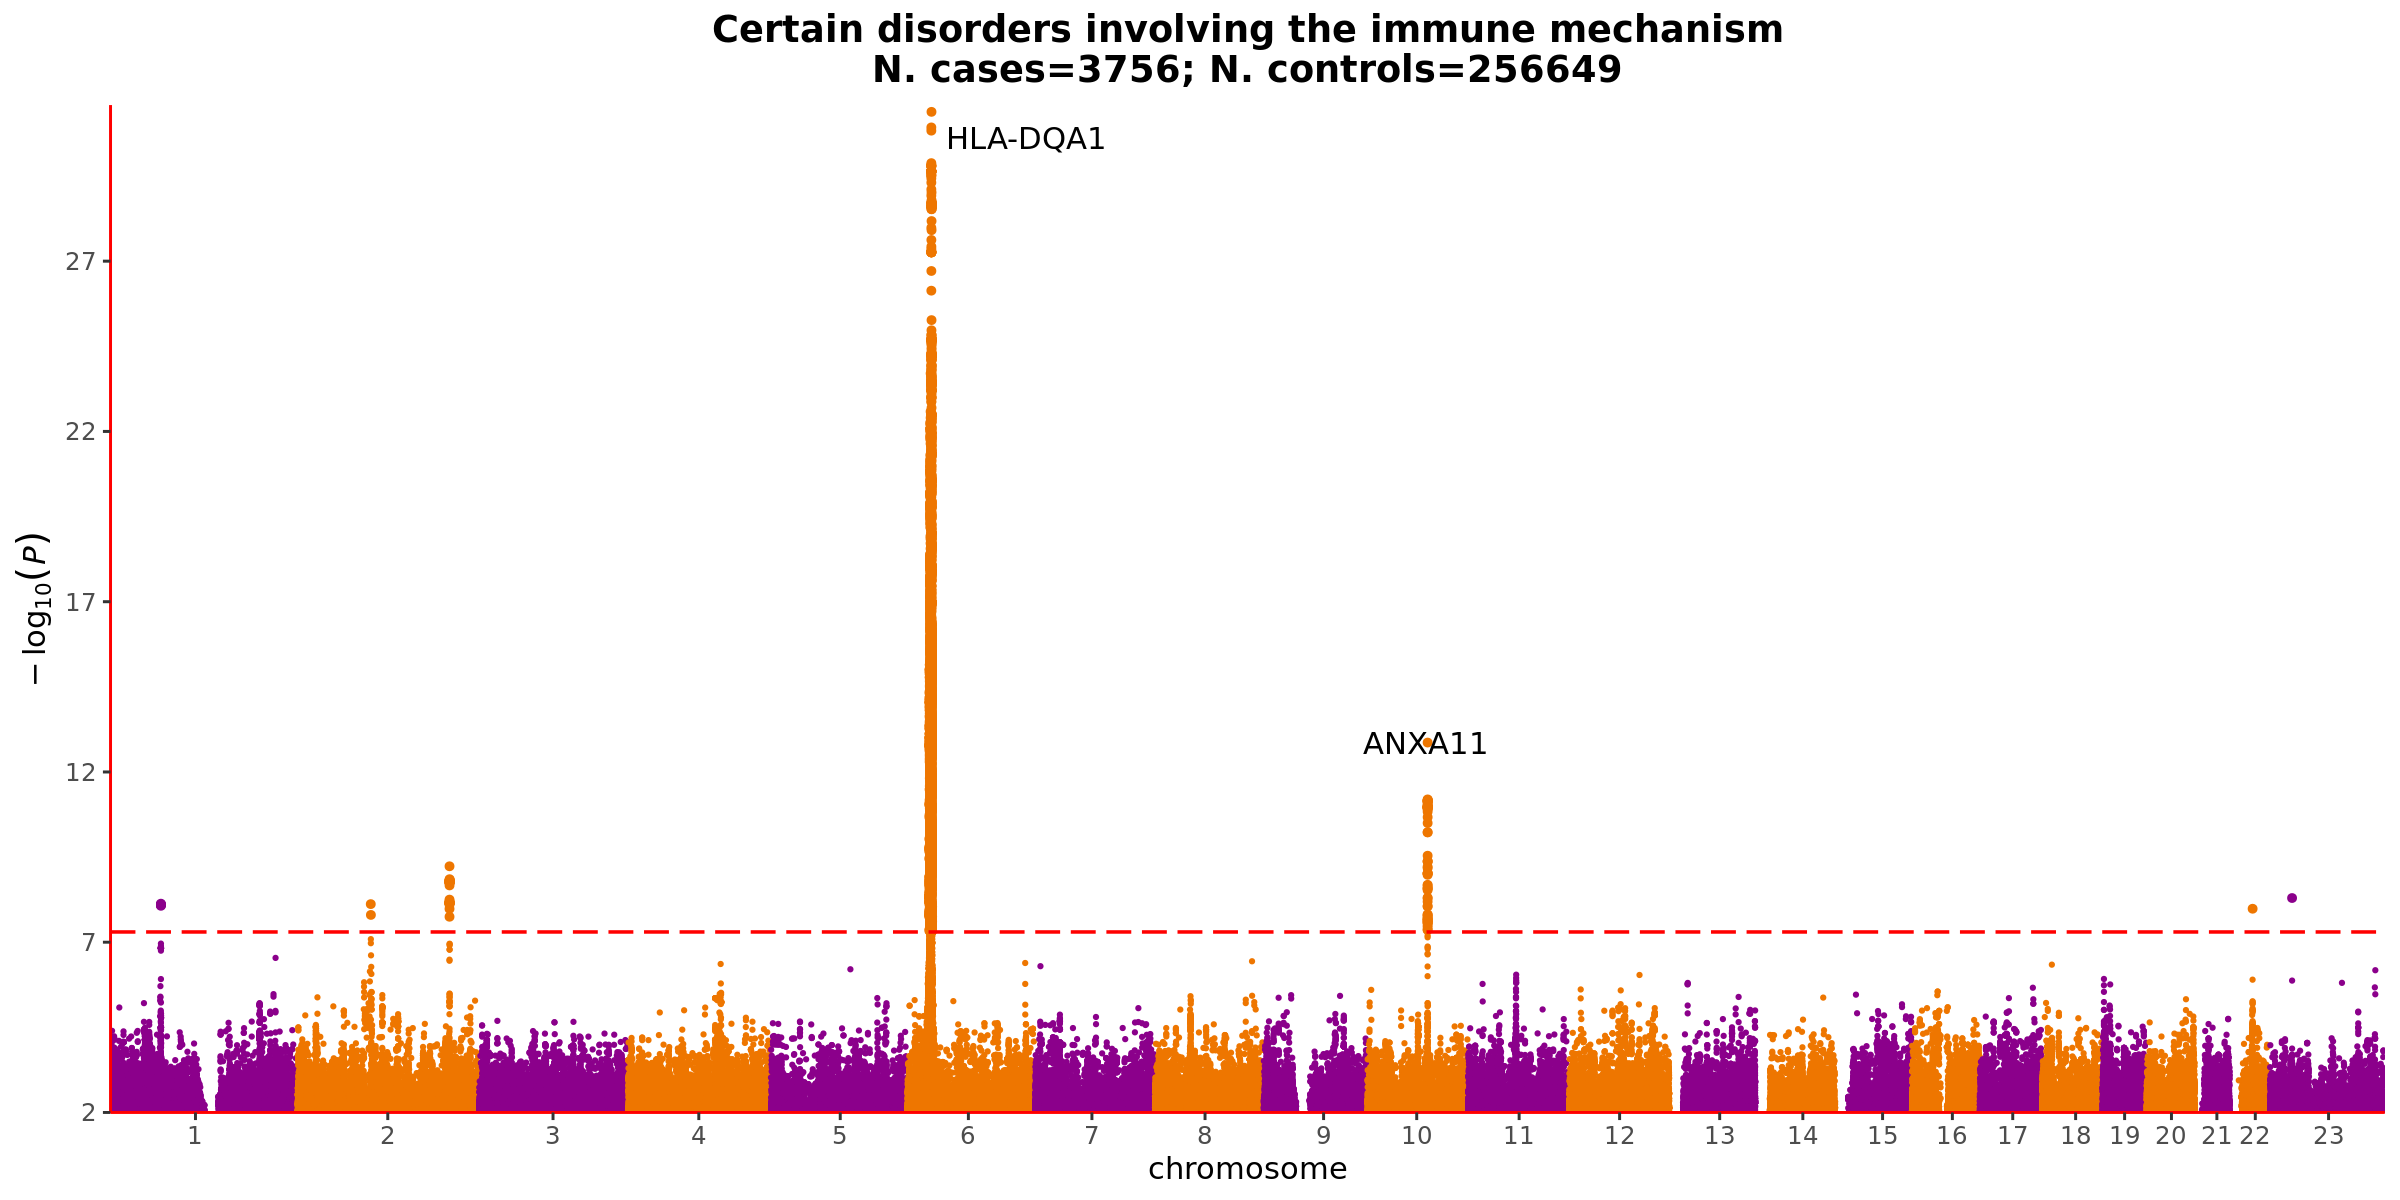 Certain disorders involving the immune mechanism
N. cases=3756; N. controls=256649
HLA-DQA1
27
22
17
12
7
2
−log₁₀(P)
ANXA11
1 2 3 4 5 6 7 8 9 10 11 12 13 14 15 16 17 18 19 20 21 22 23
chromosome